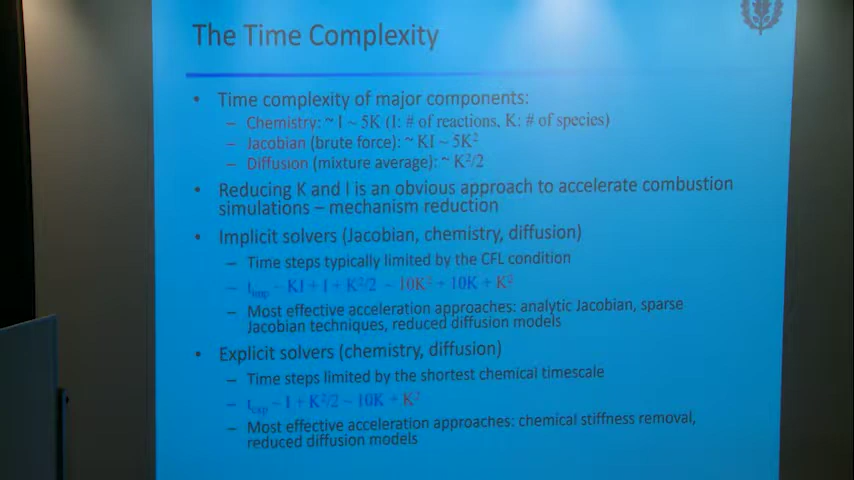 The Time Complexity
• Time complexity of major components:
– Chemistry: ~ I ~ 5K (I: # of reactions, K: # of species)
– Jacobian (brute force): ~ KI ~ 5K²
– Diffusion (mixture average): ~ K²/2
• Reducing K and I is an obvious approach to accelerate combustion
simulations – mechanism reduction
• Implicit solvers (Jacobian, chemistry, diffusion)
– Time steps typically limited by the CFL condition
– t_imp ~ KI + I + K²/2 ~ 10K² + 10K + K²
– Most effective acceleration approaches: analytic Jacobian, sparse
Jacobian techniques, reduced diffusion models
• Explicit solvers (chemistry, diffusion)
– Time steps limited by the shortest chemical timescale
– t_exp ~ I + K²/2 ~ 10K + K²
– Most effective acceleration approaches: chemical stiffness removal,
reduced diffusion models